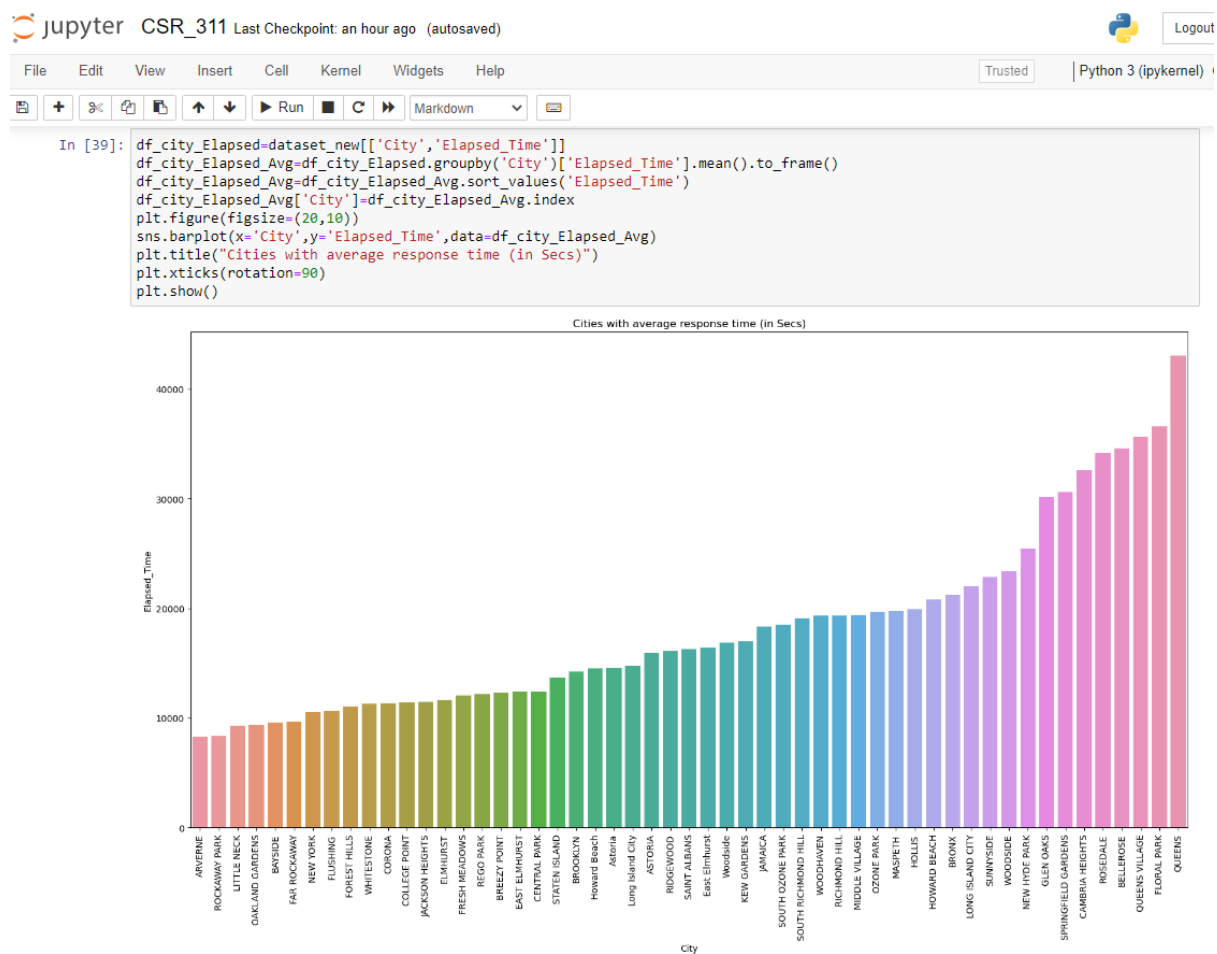 jupyter CSR_311 Last Checkpoint: an hour ago (autosaved) Logout
File Edit View Insert Cell Kernel Widgets Help Trusted Python 3 (ipykernel)
Run Markdown
In [39]: df_city_Elapsed=dataset_new[['City','Elapsed_Time']]
df_city_Elapsed_Avg=df_city_Elapsed.groupby('City')['Elapsed_Time'].mean().to_frame()
df_city_Elapsed_Avg=df_city_Elapsed_Avg.sort_values('Elapsed_Time')
df_city_Elapsed_Avg['City']=df_city_Elapsed_Avg.index
plt.figure(figsize=(20,10))
sns.barplot(x='City',y='Elapsed_Time',data=df_city_Elapsed_Avg)
plt.title("Cities with average response time (in Secs)")
plt.xticks(rotation=90)
plt.show()
Cities with average response time (in Secs)
40000
30000
20000
10000
0
Elapsed_Time
ARVERNE
ROCKAWAY PARK
LITTLE NECK
OAKLAND GARDENS
BAYSIDE
FAR ROCKAWAY
NEW YORK
FLUSHING
FOREST HILLS
WHITESTONE
CORONA
COLLEGE POINT
JACKSON HEIGHTS
ELMHURST
FRESH MEADOWS
REGO PARK
BREEZY POINT
EAST ELMHURST
CENTRAL PARK
STATEN ISLAND
BROOKLYN
Howard Beach
Astoria
Long Island City
ASTORIA
RIDGEWOOD
SAINT ALBANS
East Elmhurst
Woodside
KEW GARDENS
JAMAICA
SOUTH OZONE PARK
SOUTH RICHMOND HILL
WOODHAVEN
RICHMOND HILL
MIDDLE VILLAGE
OZONE PARK
MASPETH
HOLLIS
HOWARD BEACH
BRONX
LONG ISLAND CITY
SUNNYSIDE
WOODSIDE
NEW HYDE PARK
GLEN OAKS
SPRINGFIELD GARDENS
CAMBRIA HEIGHTS
ROSEDALE
BELLEROSE
QUEENS VILLAGE
FLORAL PARK
QUEENS
City